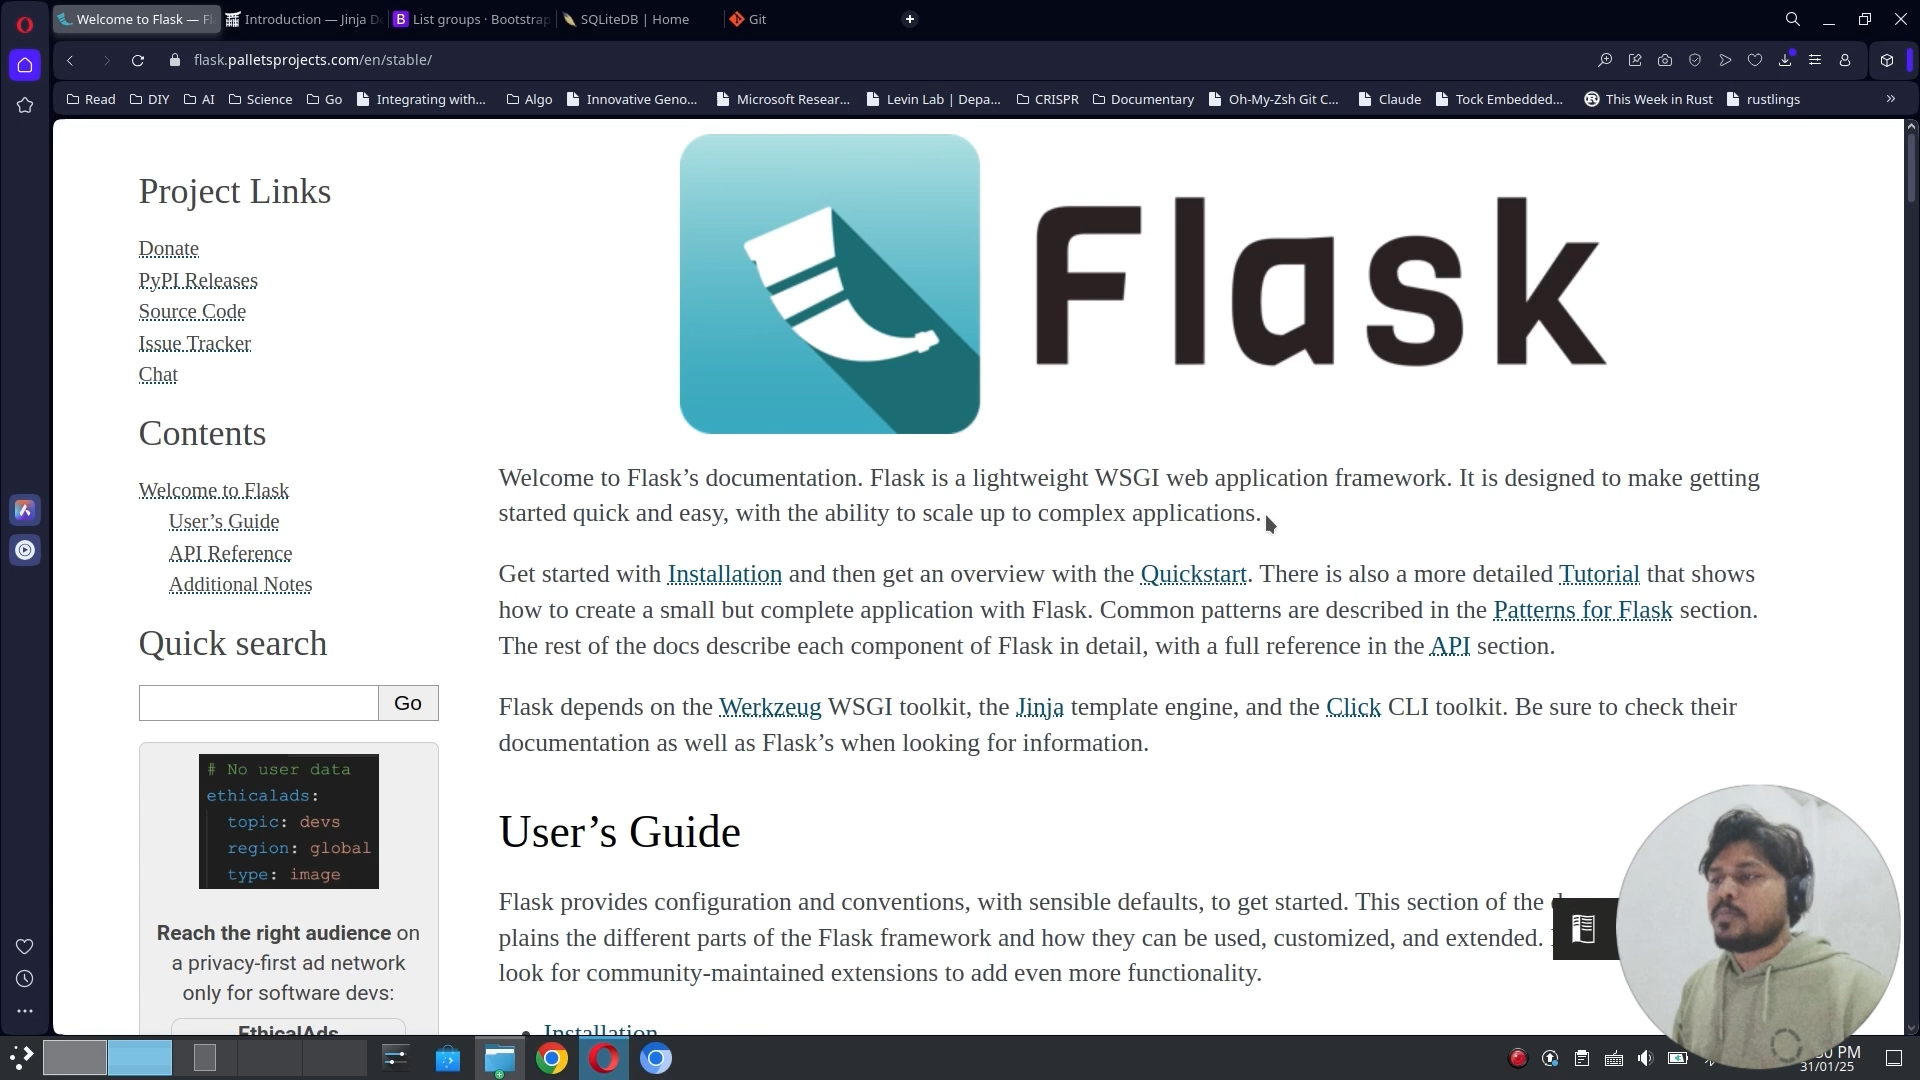 Welcome to Flask — Fl
Introduction — Jinja D
List groups · Bootstrap
SQLiteDB | Home
Git
flask.palletsprojects.com/en/stable/
Read
DIY
AI
Science
Go
Integrating with...
Algo
Innovative Geno...
Microsoft Resear...
Levin Lab | Depa...
CRISPR
Documentary
Oh-My-Zsh Git C...
Claude
Tock Embedded...
This Week in Rust
rustlings
»
Project Links
Donate
PyPI Releases
Source Code
Issue Tracker
Chat
Contents
Welcome to Flask
User’s Guide
API Reference
Additional Notes
Quick search
Go
# No user data
ethicalads:
topic: devs
region: global
type: image
Reach the right audience on
a privacy-first ad network
only for software devs:
EthicalAds
Flask
Welcome to Flask’s documentation. Flask is a lightweight WSGI web application framework. It is designed to make getting
started quick and easy, with the ability to scale up to complex applications.
Get started with Installation and then get an overview with the Quickstart. There is also a more detailed Tutorial that shows
how to create a small but complete application with Flask. Common patterns are described in the Patterns for Flask section.
The rest of the docs describe each component of Flask in detail, with a full reference in the API section.
Flask depends on the Werkzeug WSGI toolkit, the Jinja template engine, and the Click CLI toolkit. Be sure to check their
documentation as well as Flask’s when looking for information.
User’s Guide
Flask provides configuration and conventions, with sensible defaults, to get started. This section of the
plains the different parts of the Flask framework and how they can be used, customized, and extended.
look for community-maintained extensions to add even more functionality.
Installation
PM
31/01/25